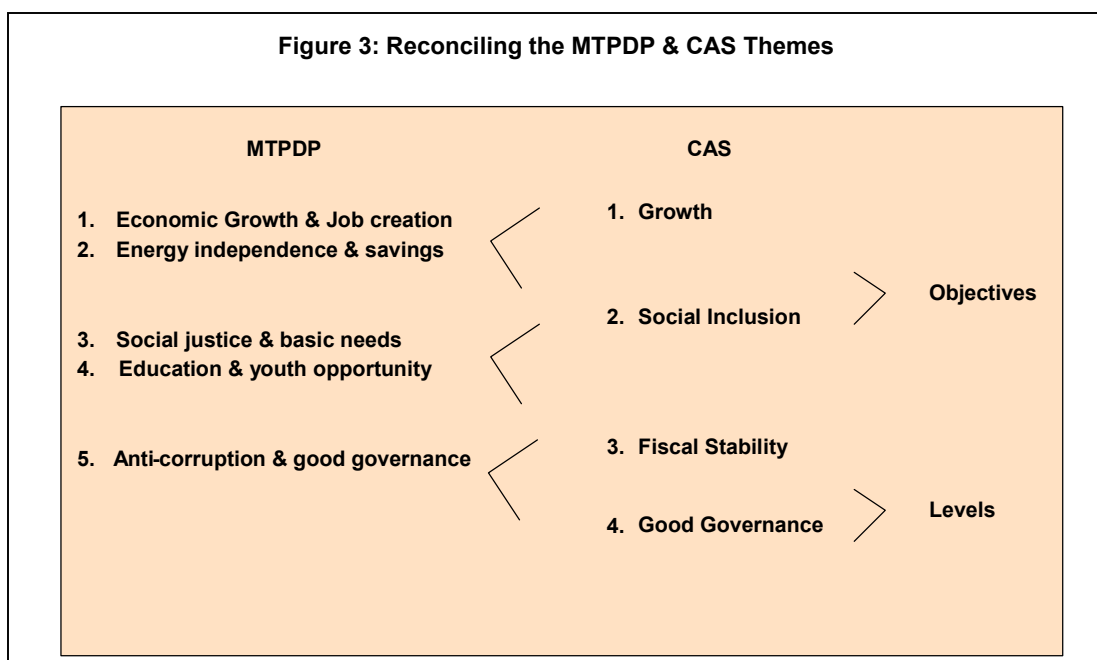 Figure 3: Reconciling the MTPDP & CAS Themes
MTPDP
1. Economic Growth & Job creation
2. Energy independence & savings
3. Social justice & basic needs
4. Education & youth opportunity
5. Anti-corruption & good governance
CAS
1. Growth
2. Social Inclusion
3. Fiscal Stability
4. Good Governance
Objectives
Levels